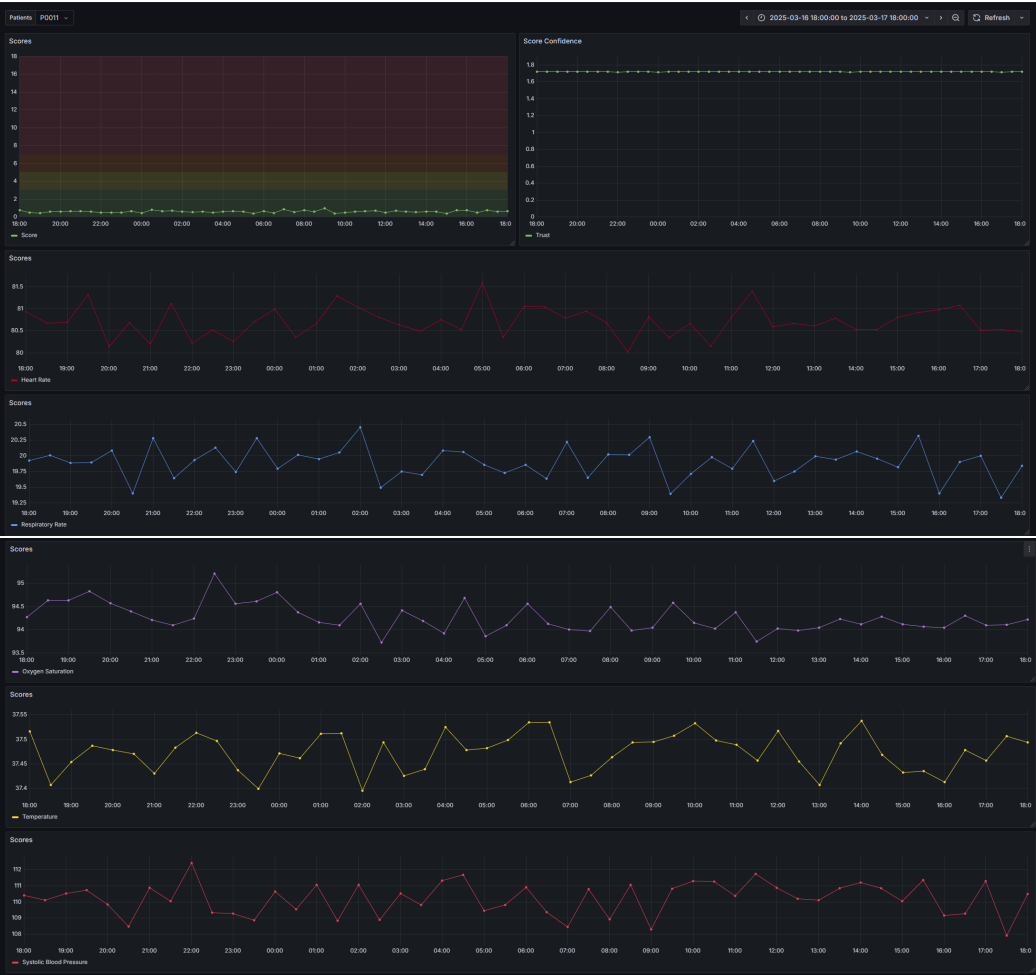 Patients P0011 2025-03-16 18:00:00 to 2025-03-17 18:00:00 Refresh
Scores
18
16
14
12
10
8
6
4
2
0
18:00 20:00 22:00 00:00 02:00 04:00 06:00 08:00 10:00 12:00 14:00 16:00 18:00
Score
Score Confidence
1.8
1.6
1.4
1.2
1
0.8
0.6
0.4
0.2
0
18:00 20:00 22:00 00:00 02:00 04:00 06:00 08:00 10:00 12:00 14:00 16:00 18:0
Trust
Scores
81.5
81
80.5
80
18:00 19:00 20:00 21:00 22:00 23:00 00:00 01:00 02:00 03:00 04:00 05:00 06:00 07:00 08:00 09:00 10:00 11:00 12:00 13:00 14:00 15:00 16:00 17:00 18:0
Heart Rate
Scores
20.5
20.25
20
19.75
19.5
19.25
18:00 19:00 20:00 21:00 22:00 23:00 00:00 01:00 02:00 03:00 04:00 05:00 06:00 07:00 08:00 09:00 10:00 11:00 12:00 13:00 14:00 15:00 16:00 17:00 18:0
Respiratory Rate
Scores
95
94.5
94
93.5
18:00 19:00 20:00 21:00 22:00 23:00 00:00 01:00 02:00 03:00 04:00 05:00 06:00 07:00 08:00 09:00 10:00 11:00 12:00 13:00 14:00 15:00 16:00 17:00 18:0
Oxygen Saturation
Scores
37.55
37.5
37.45
37.4
18:00 19:00 20:00 21:00 22:00 23:00 00:00 01:00 02:00 03:00 04:00 05:00 06:00 07:00 08:00 09:00 10:00 11:00 12:00 13:00 14:00 15:00 16:00 17:00 18:0
Temperature
Scores
112
111
110
109
108
18:00 19:00 20:00 21:00 22:00 23:00 00:00 01:00 02:00 03:00 04:00 05:00 06:00 07:00 08:00 09:00 10:00 11:00 12:00 13:00 14:00 15:00 16:00 17:00 18:0
Systolic Blood Pressure